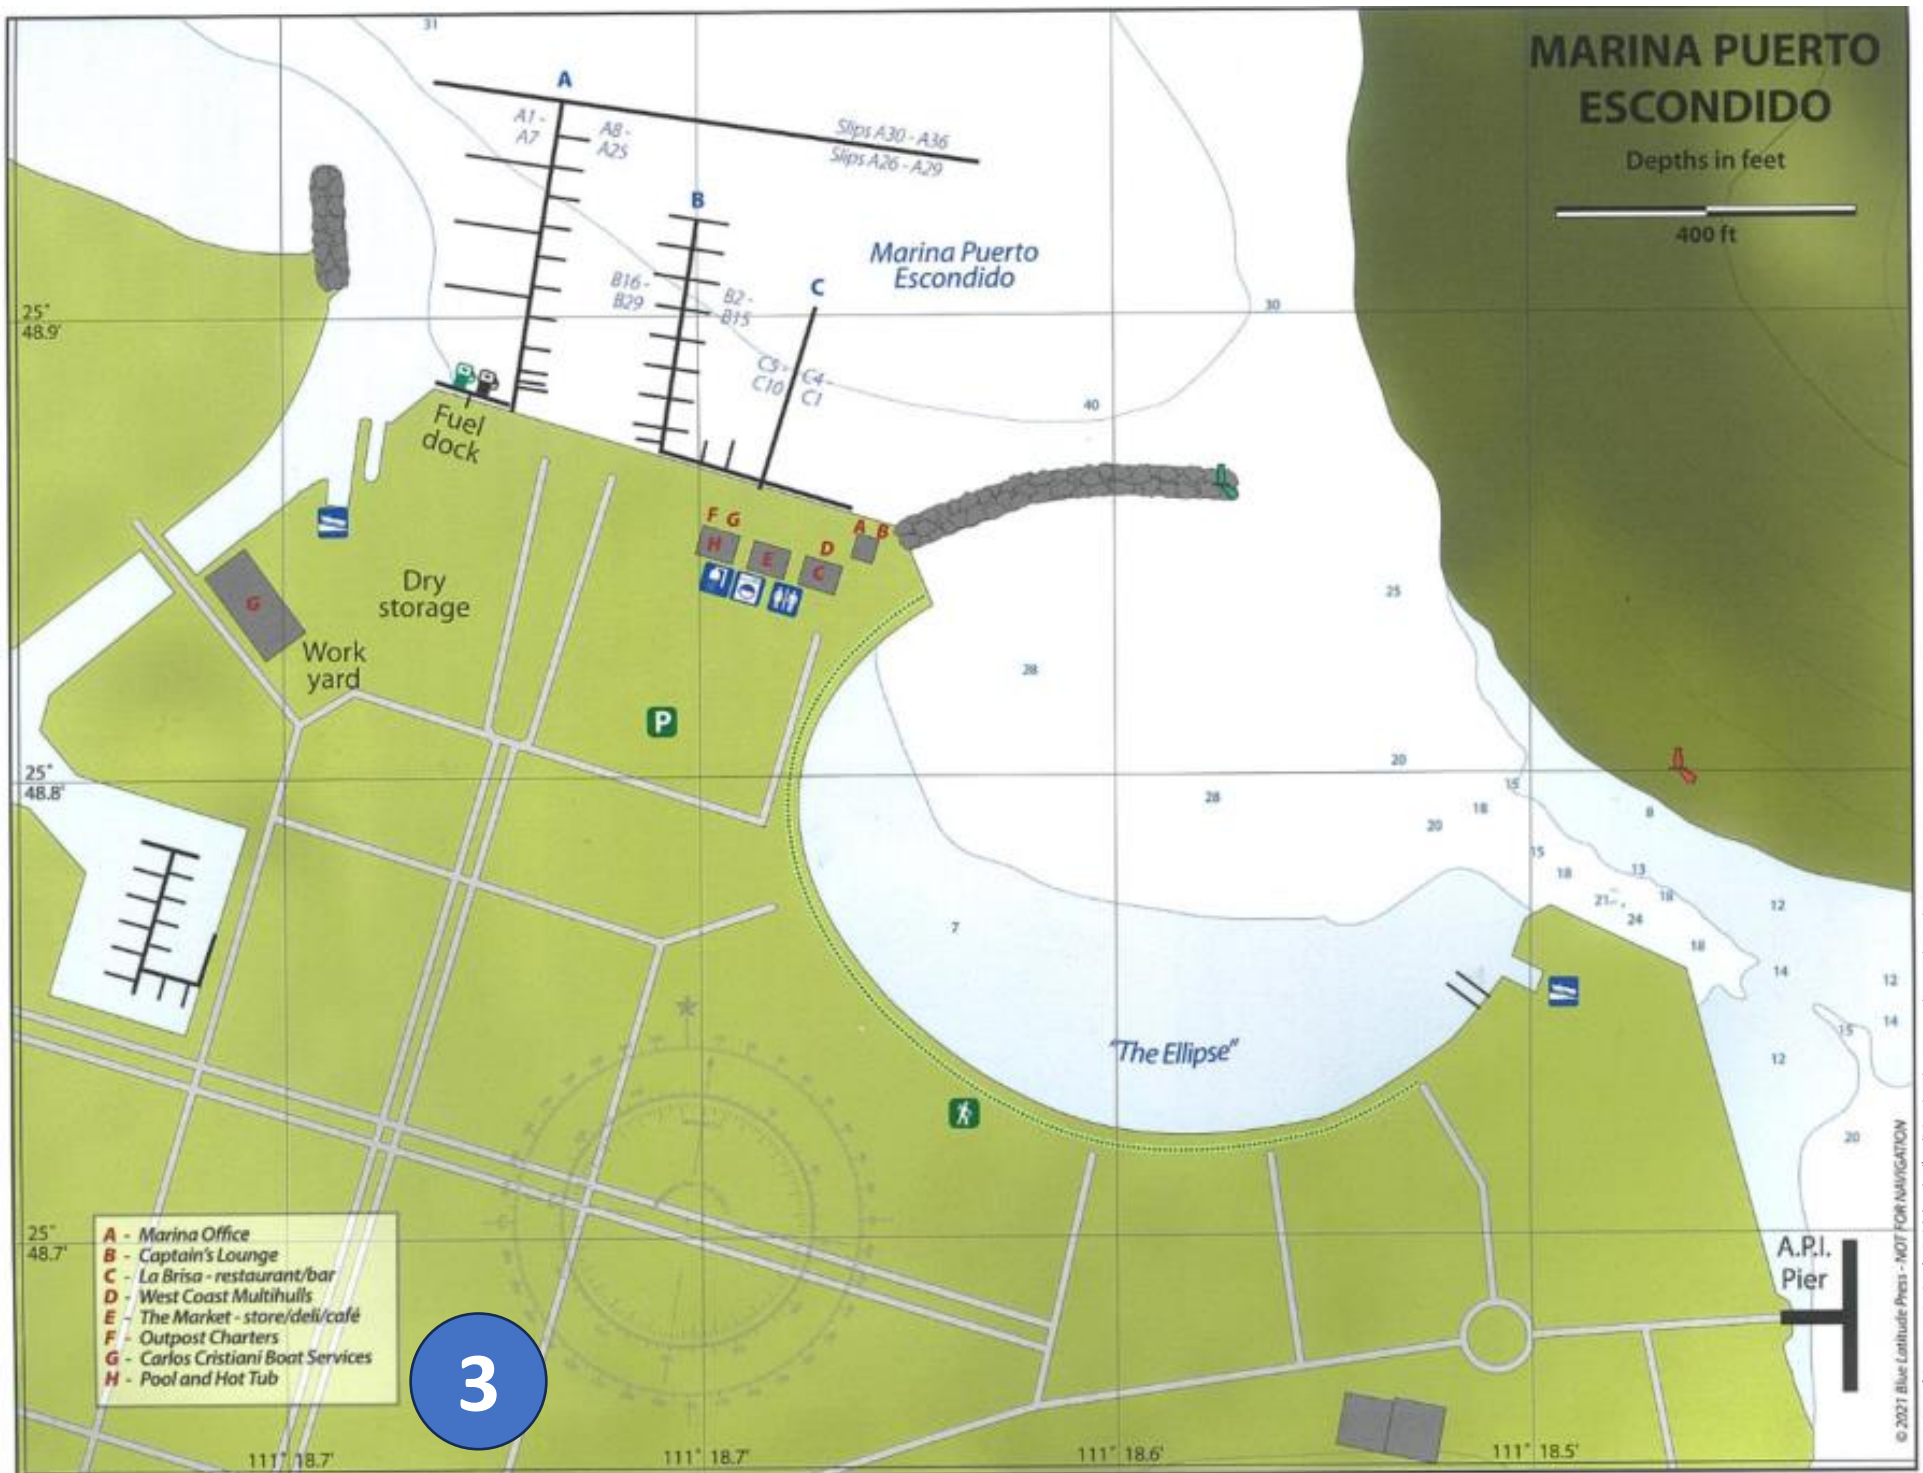 MARINA PUERTO
ESCONDIDO
Depths in feet
400 ft
31
A
A1 -
A7
A8 -
A25
Slips A30 - A36
Slips A26 - A29
B
B16 -
B29
B2 -
B15
Marina Puerto
Escondido
C
C5 -
C10
C4 -
C1
30
40
25°
48.9'
Fuel
dock
F G
H
E
D
C
A B
G
Dry
storage
Work
yard
P
25
28
20
28
15
18
20
8
15
18
13
18
21
24
18
12
14
12
14
15
12
20
7
25°
48.8'
"The Ellipse"
25°
48.7'
A - Marina Office
B - Captain's Lounge
C - La Brisa - restaurant/bar
D - West Coast Multihulls
E - The Market - store/deli/café
F - Outpost Charters
G - Carlos Cristiani Boat Services
H - Pool and Hot Tub
3
A.P.I.
Pier
111° 18.7'
111° 18.7'
111° 18.6'
111° 18.5'
© 2021 Blue Latitude Press - NOT FOR NAVIGATION